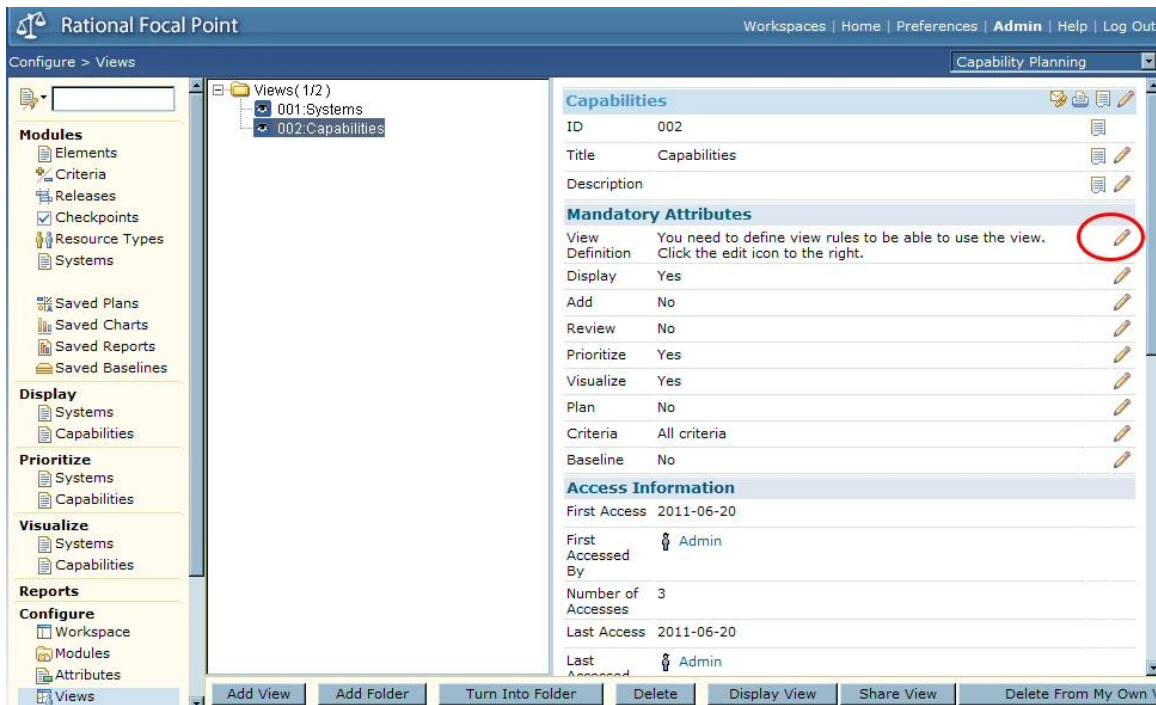 Rational Focal Point
Workspaces | Home | Preferences | Admin | Help | Log Out
Configure > Views
Capability Planning
Modules
Elements
Criteria
Releases
Checkpoints
Resource Types
Systems
Saved Plans
Saved Charts
Saved Reports
Saved Baselines
Display
Systems
Capabilities
Prioritize
Systems
Capabilities
Visualize
Systems
Capabilities
Reports
Configure
Workspace
Modules
Attributes
Views
Views(1/2)
001:Systems
002:Capabilities
Capabilities
ID 002
Title Capabilities
Description
Mandatory Attributes
View Definition You need to define view rules to be able to use the view.
Click the edit icon to the right.
Display Yes
Add No
Review No
Prioritize Yes
Visualize Yes
Plan No
Criteria All criteria
Baseline No
Access Information
First Access 2011-06-20
First Accessed By Admin
Number of Accesses 3
Last Access 2011-06-20
Last Accessed Admin
Add View Add Folder Turn Into Folder Delete Display View Share View Delete From My Own